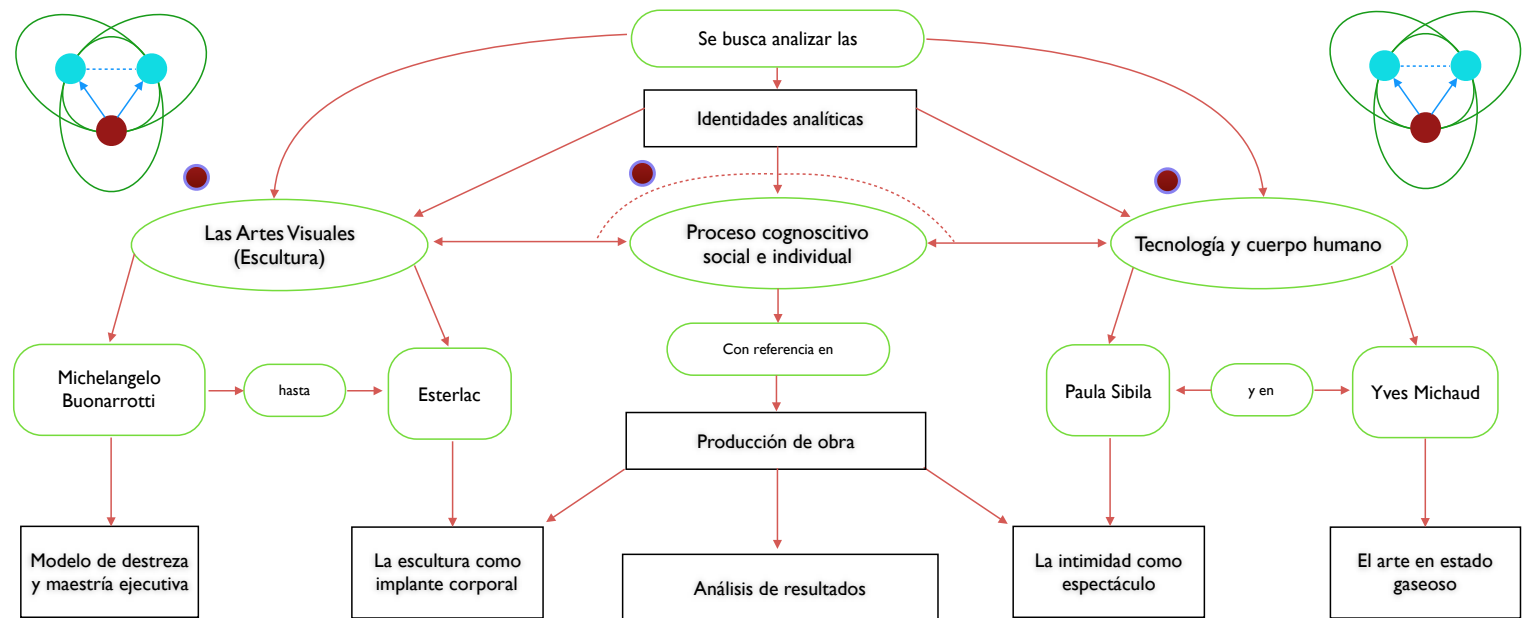 Se busca analizar las
Identidades analíticas
Las Artes Visuales
(Escultura)
Proceso cognoscitivo
social e individual
Tecnología y cuerpo humano
Con referencia en
Michelangelo
Buonarrotti
hasta
Esterlac
Paula Sibila
y en
Yves Michaud
Producción de obra
Modelo de destreza
y maestría ejecutiva
La escultura como
implante corporal
Análisis de resultados
La intimidad como
espectáculo
El arte en estado
gaseoso